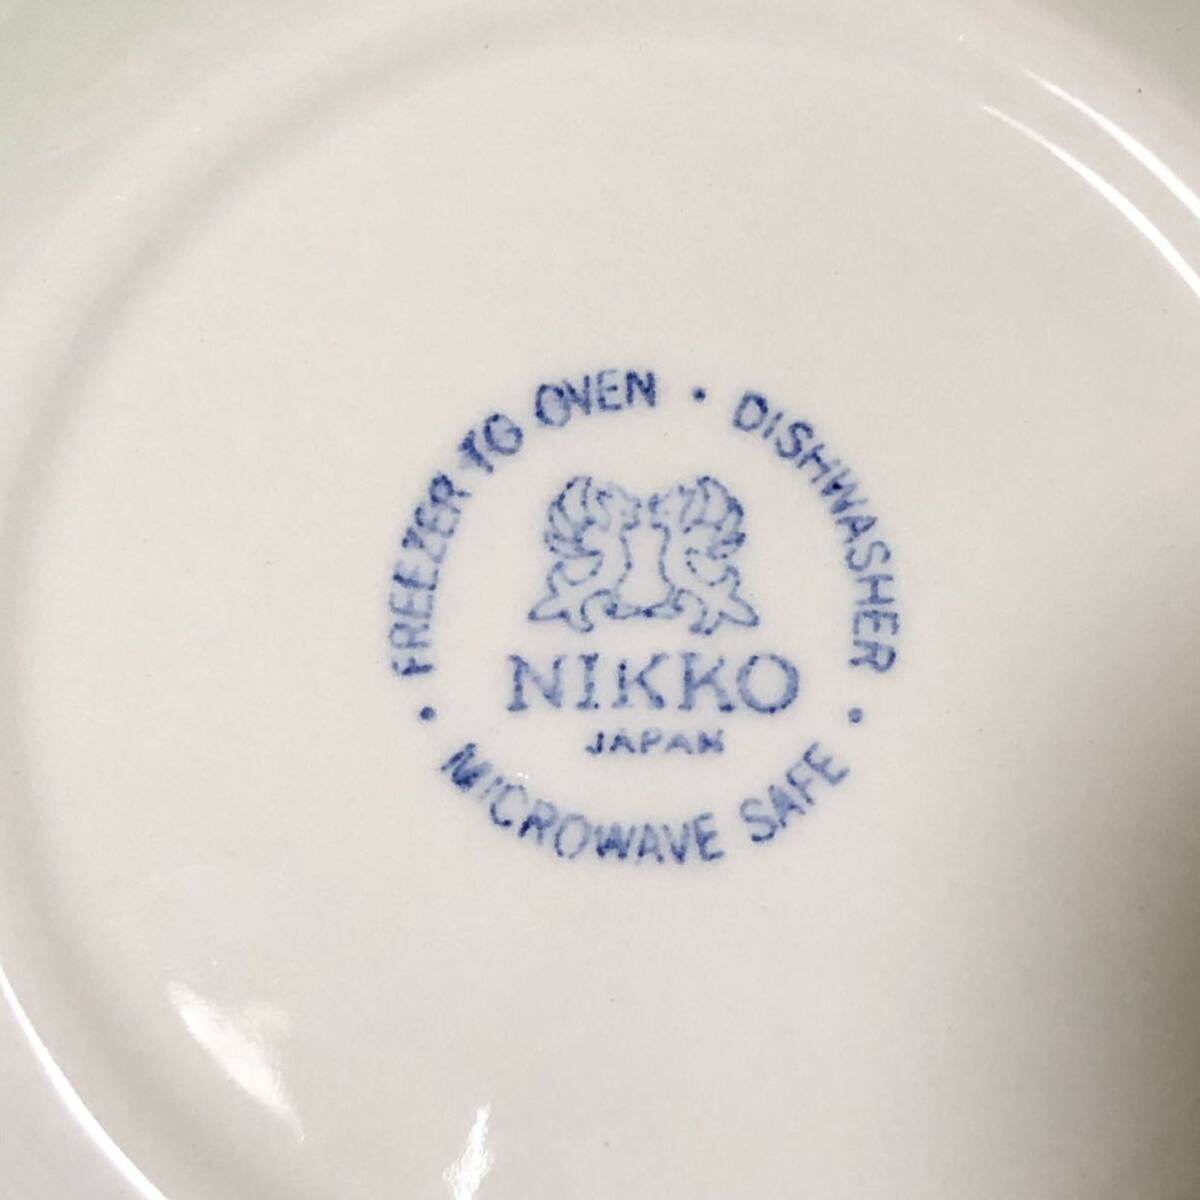 • FREEZER TO OVEN • DISHWASHER •
MICROWAVE SAFE
NIKKO
JAPAN